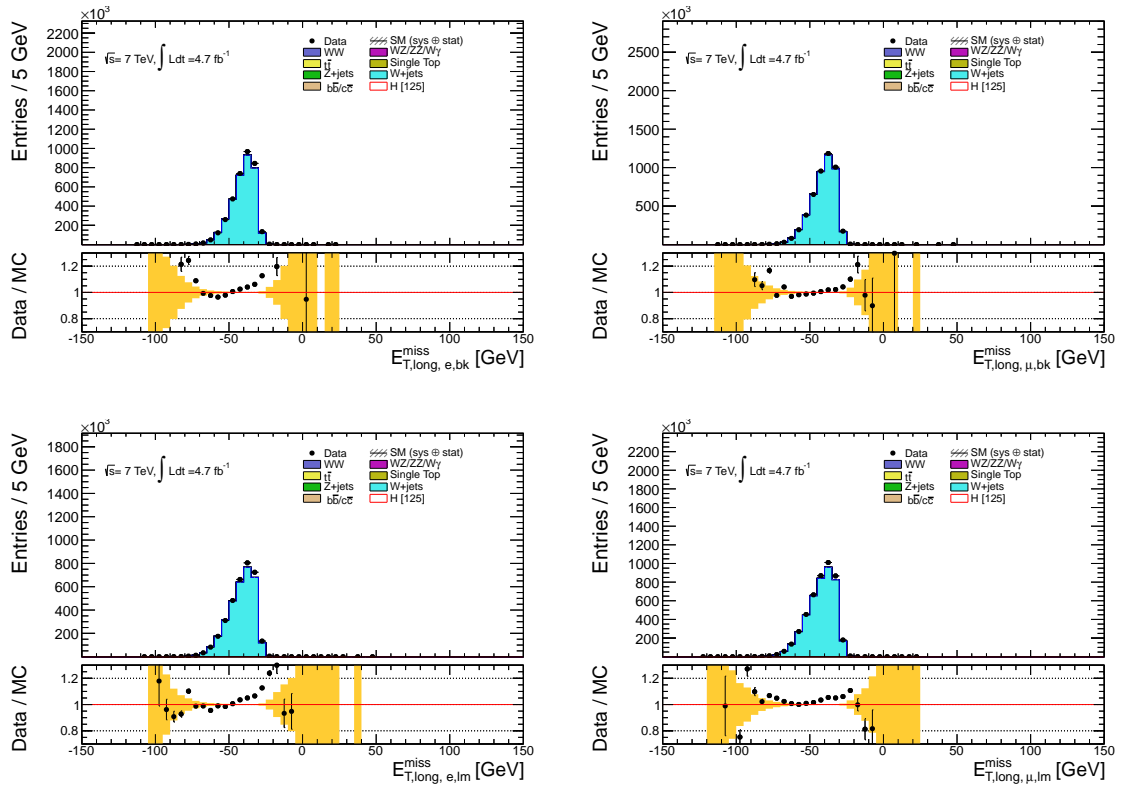 ×10³
Entries / 5 GeV
2200
2000
1800
1600
1400
1200
1000
800
600
400
200
√s= 7 TeV, ∫ Ldt =4.7 fb⁻¹
Data
SM (sys ⊕ stat)
WW
WZ/ZZ/Wγ
tt̄
Single Top
Z+jets
W+jets
bb̄/cc̄
H [125]
Data / MC
1.2
1
0.8
-150 -100 -50 0 50 100 150
E_{T,long, e,bk}^{miss} [GeV]
×10³
Entries / 5 GeV
2500
2000
1500
1000
500
√s= 7 TeV, ∫ Ldt =4.7 fb⁻¹
Data
SM (sys ⊕ stat)
WW
WZ/ZZ/Wγ
tt̄
Single Top
Z+jets
W+jets
bb̄/cc̄
H [125]
Data / MC
1.2
1
0.8
-150 -100 -50 0 50 100 150
E_{T,long, μ,bk}^{miss} [GeV]
×10³
Entries / 5 GeV
1800
1600
1400
1200
1000
800
600
400
200
√s= 7 TeV, ∫ Ldt =4.7 fb⁻¹
Data
SM (sys ⊕ stat)
WW
WZ/ZZ/Wγ
tt̄
Single Top
Z+jets
W+jets
bb̄/cc̄
H [125]
Data / MC
1.2
1
0.8
-150 -100 -50 0 50 100 150
E_{T,long, e,lm}^{miss} [GeV]
×10³
Entries / 5 GeV
2200
2000
1800
1600
1400
1200
1000
800
600
400
200
√s= 7 TeV, ∫ Ldt =4.7 fb⁻¹
Data
SM (sys ⊕ stat)
WW
WZ/ZZ/Wγ
tt̄
Single Top
Z+jets
W+jets
bb̄/cc̄
H [125]
Data / MC
1.2
1
0.8
-150 -100 -50 0 50 100 150
E_{T,long, μ,lm}^{miss} [GeV]